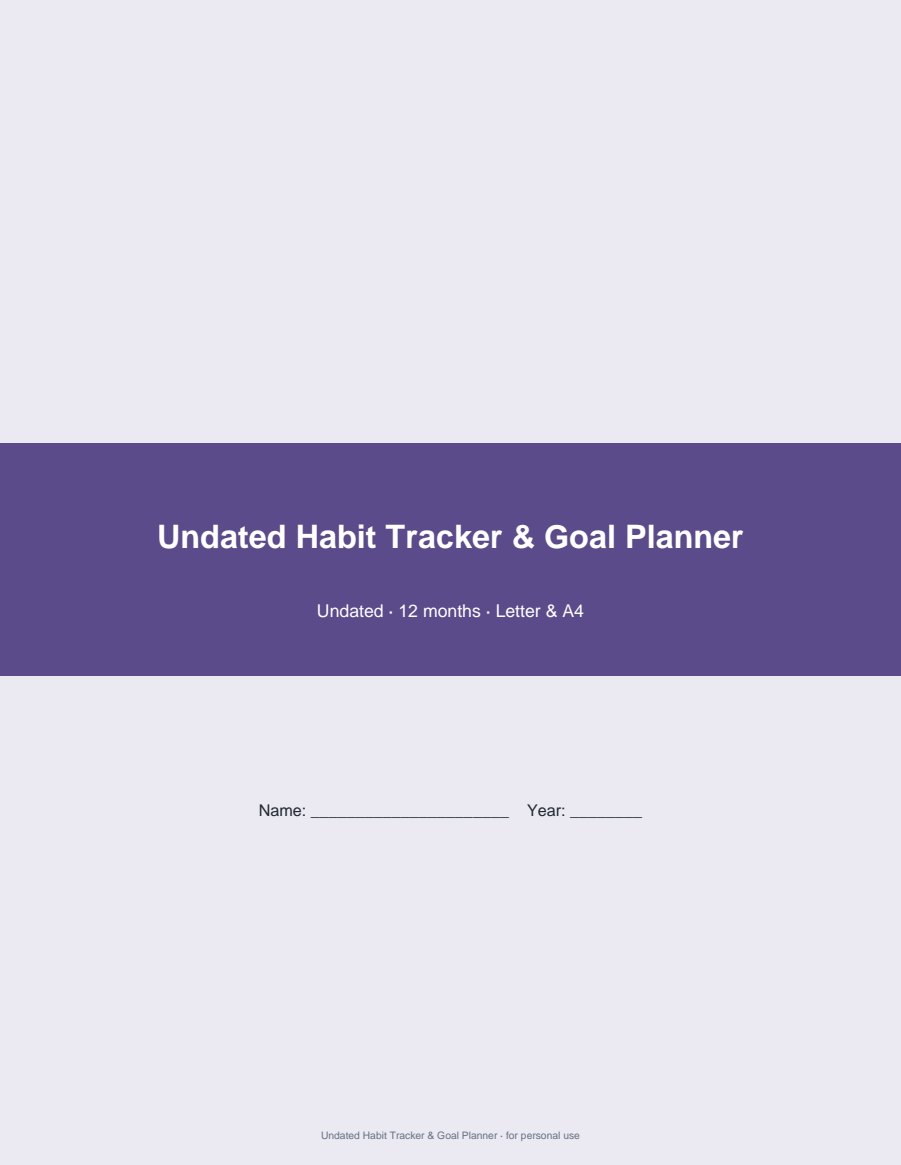 Undated Habit Tracker & Goal Planner
Undated · 12 months · Letter & A4
Name: ______________________ Year: ________
Undated Habit Tracker & Goal Planner · for personal use